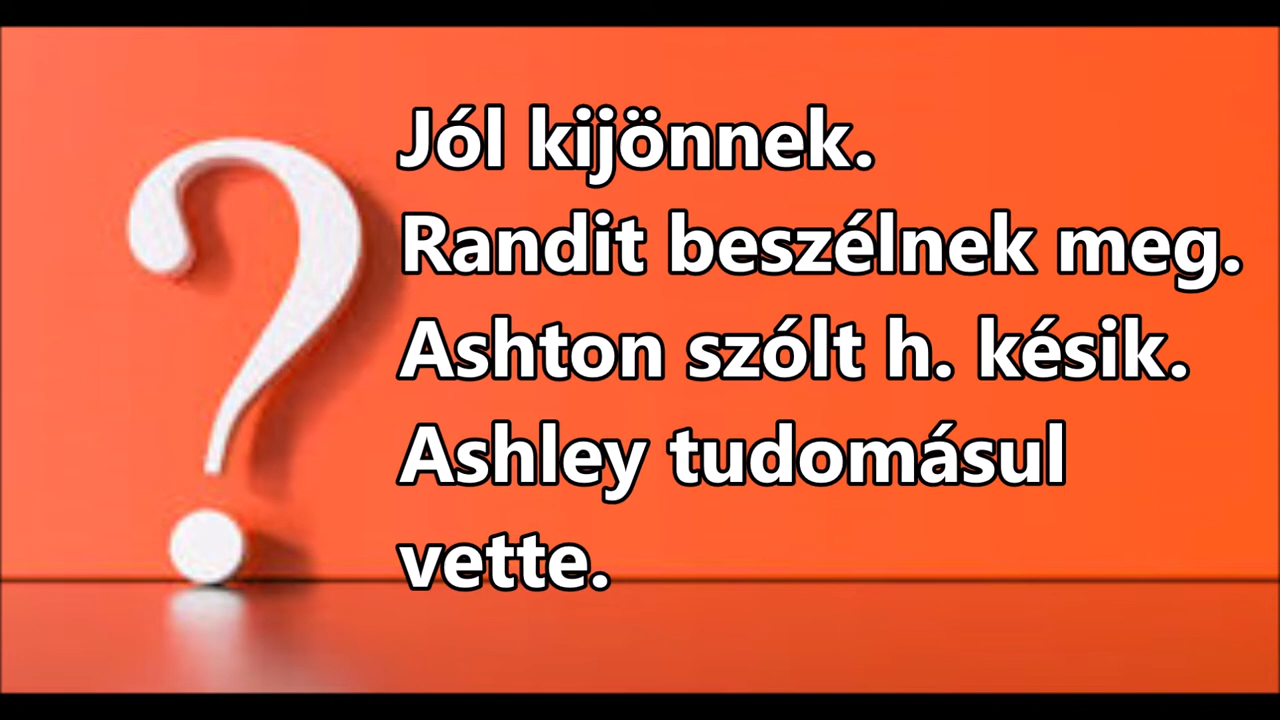 Jól kijönnek.
Randit beszélnek meg.
Ashton szólt h. késik.
Ashley tudomásul
vette.